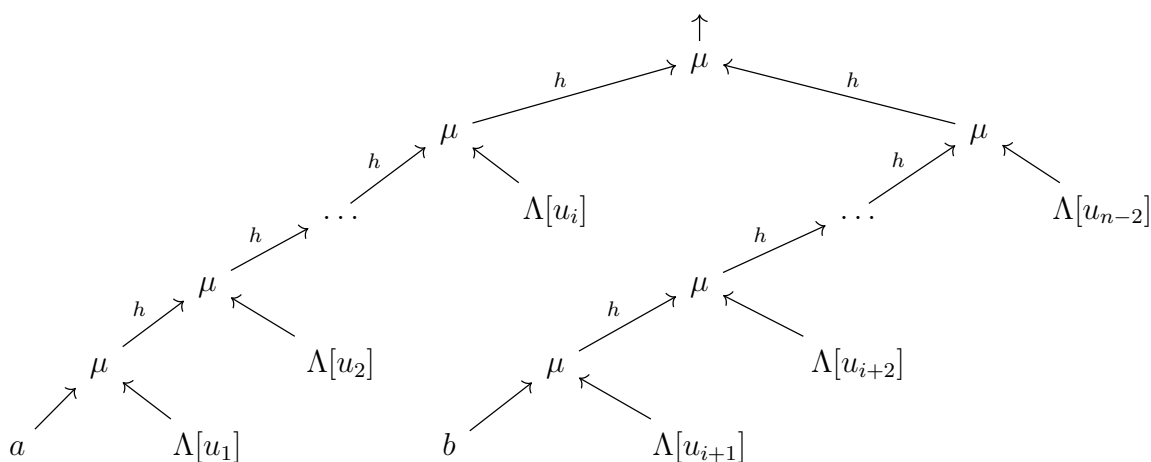 μ
h h
μ μ
h h
… Λ[u_i] … Λ[u_{n−2}]
h h
μ μ
h h
μ Λ[u_2] μ Λ[u_{i+2}]
a Λ[u_1] b Λ[u_{i+1}]